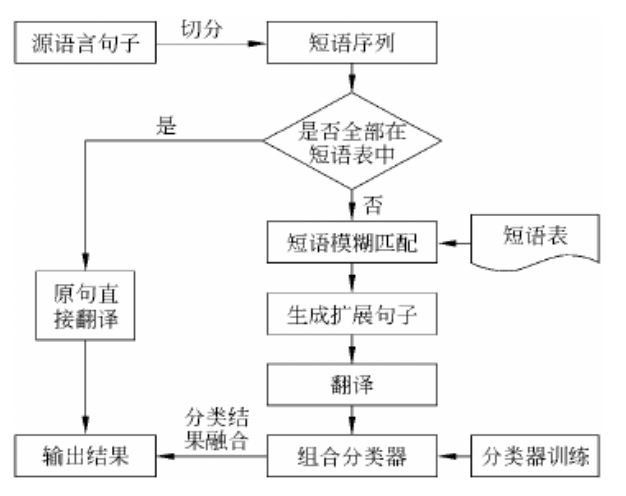 源语言句子
切分
短语序列
是否全部在
短语表中
是
否
短语模糊匹配
短语表
原句直
接翻译
生成扩展句子
翻译
分类结
果融合
输出结果
组合分类器
分类器训练